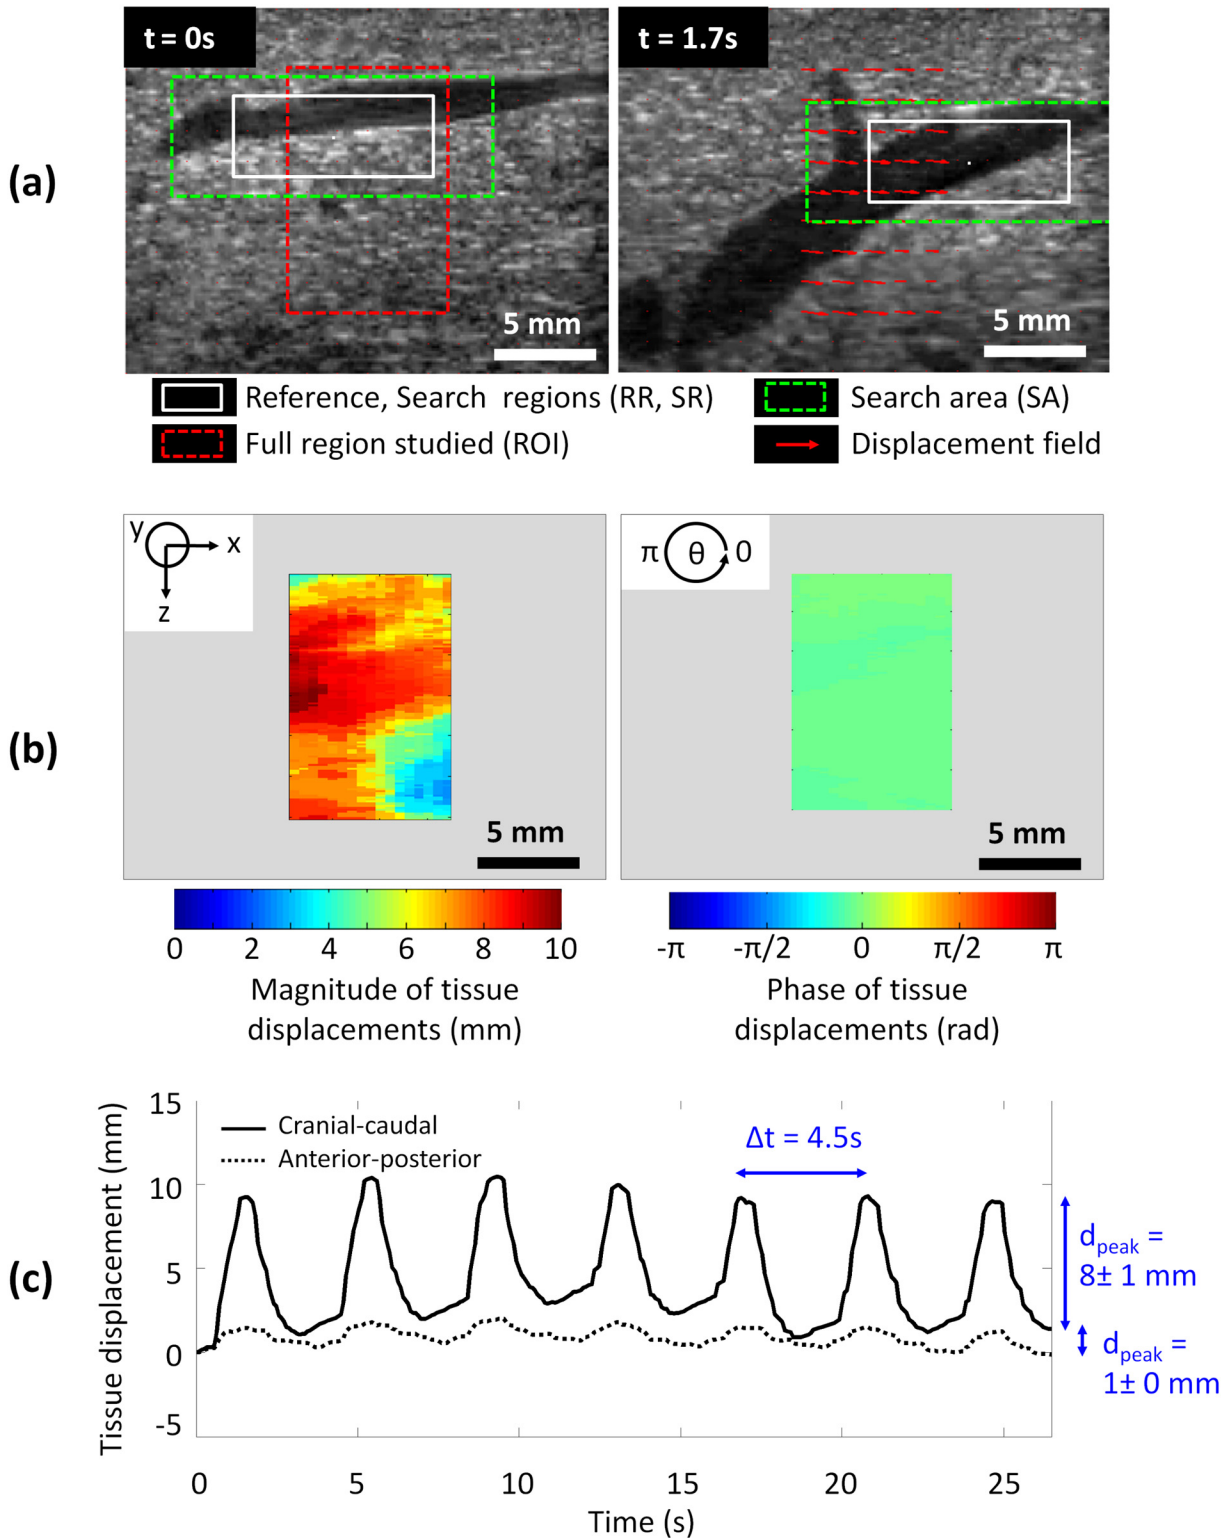 (a)
t = 0s
t = 1.7s
5 mm
5 mm
Reference, Search regions (RR, SR)
Search area (SA)
Full region studied (ROI)
Displacement field
(b)
y
x
z
π
θ
0
5 mm
5 mm
0 2 4 6 8 10
-π -π/2 0 π/2 π
Magnitude of tissue
displacements (mm)
Phase of tissue
displacements (rad)
(c)
Tissue displacement (mm)
15
10
5
0
-5
Cranial-caudal
Anterior-posterior
Δt = 4.5s
dpeak =
8± 1 mm
dpeak =
1± 0 mm
0 5 10 15 20 25
Time (s)